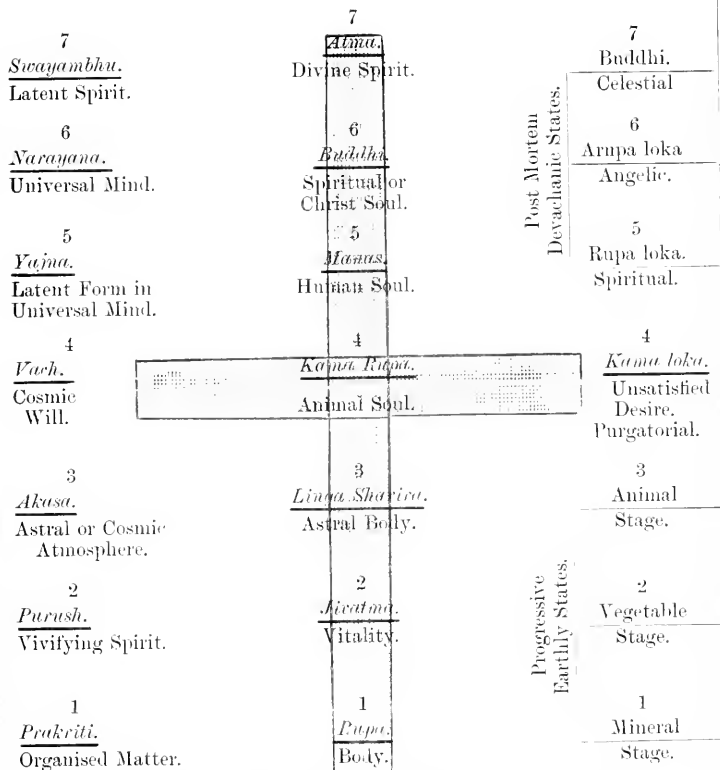 7
Swayambhu.
Latent Spirit.
6
Narayana.
Universal Mind.
5
Yajna.
Latent Form in
Universal Mind.
4
Vach.
Cosmic
Will.
3
Akasa.
Astral or Cosmic
Atmosphere.
2
Purush.
Vivifying Spirit.
1
Prakriti.
Organised Matter.
7
Atma.
Divine Spirit.
6
Buddhi.
Spiritual or
Christ Soul.
5
Manas.
Human Soul.
4
Kama Rupa.
Animal Soul.
3
Linga Sharira.
Astral Body.
2
Jivatma.
Vitality.
1
Rupa.
Body.
Post Mortem
Devachanic States.
Progressive
Earthly States.
7
Buddhi.
Celestial
6
Arupa loka
Angelic.
5
Rupa loka.
Spiritual.
4
Kama loka.
Unsatisfied
Desire.
Purgatorial.
3
Animal
Stage.
2
Vegetable
Stage.
1
Mineral
Stage.